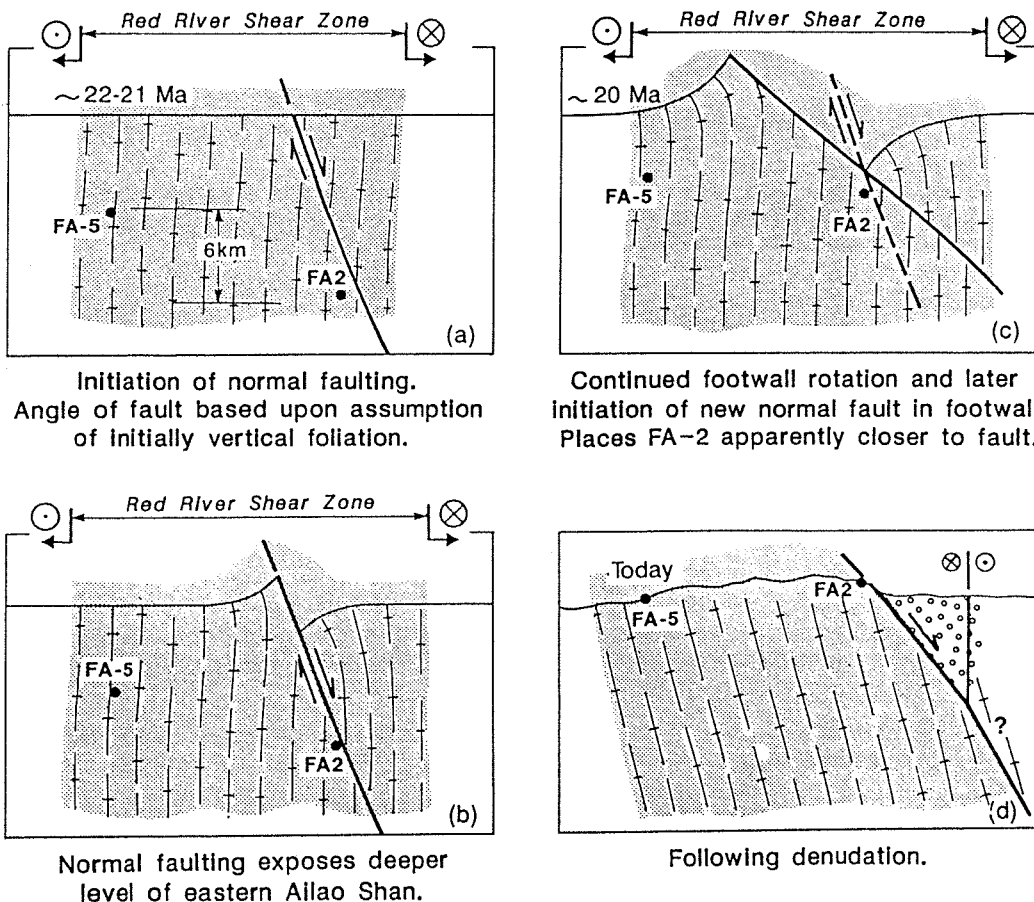 Red River Shear Zone
~ 22-21 Ma
FA-5
6km
FA2
(a)
Initiation of normal faulting.
Angle of fault based upon assumption
of initially vertical foliation.
Red River Shear Zone
FA-5
FA2
(b)
Normal faulting exposes deeper
level of eastern Ailao Shan.
Red River Shear Zone
~ 20 Ma
FA-5
FA2
(c)
Continued footwall rotation and later
initiation of new normal fault in footwal
Places FA-2 apparently closer to fault.
Today
FA2
FA-5
?
(d)
Following denudation.